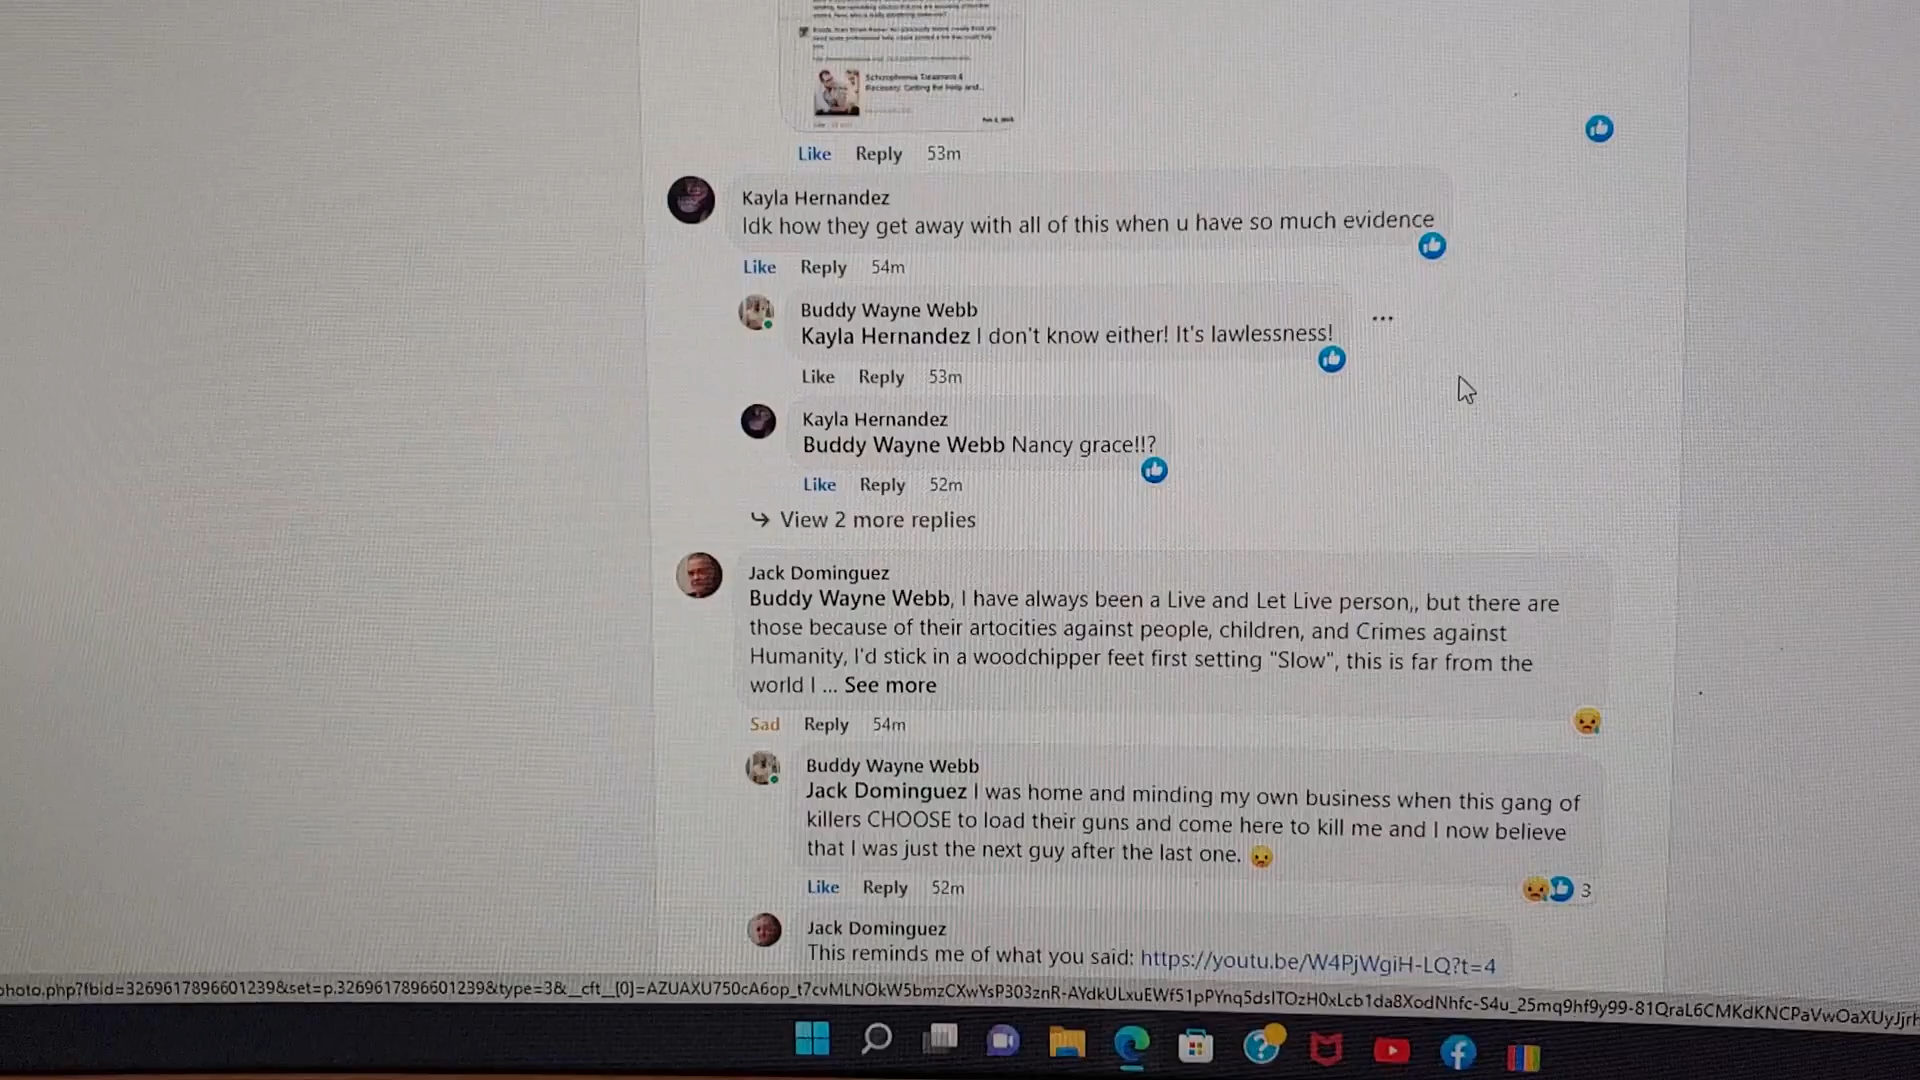 Schizophrenia Treatment &
Recovery: Getting the help and...
Like Reply 53m
Kayla Hernandez
Idk how they get away with all of this when u have so much evidence
Like Reply 54m
Buddy Wayne Webb
Kayla Hernandez I don't know either! It's lawlessness!
Like Reply 53m
Kayla Hernandez
Buddy Wayne Webb Nancy grace!!?
Like Reply 52m
View 2 more replies
Jack Dominguez
Buddy Wayne Webb, I have always been a Live and Let Live person,, but there are
those because of their artocities against people, children, and Crimes against
Humanity, I'd stick in a woodchipper feet first setting "Slow", this is far from the
world I ... See more
Sad Reply 54m
Buddy Wayne Webb
Jack Dominguez I was home and minding my own business when this gang of
killers CHOOSE to load their guns and come here to kill me and I now believe
that I was just the next guy after the last one.
Like Reply 52m
3
Jack Dominguez
This reminds me of what you said: https://youtu.be/W4PjWgiH-LQ?t=4